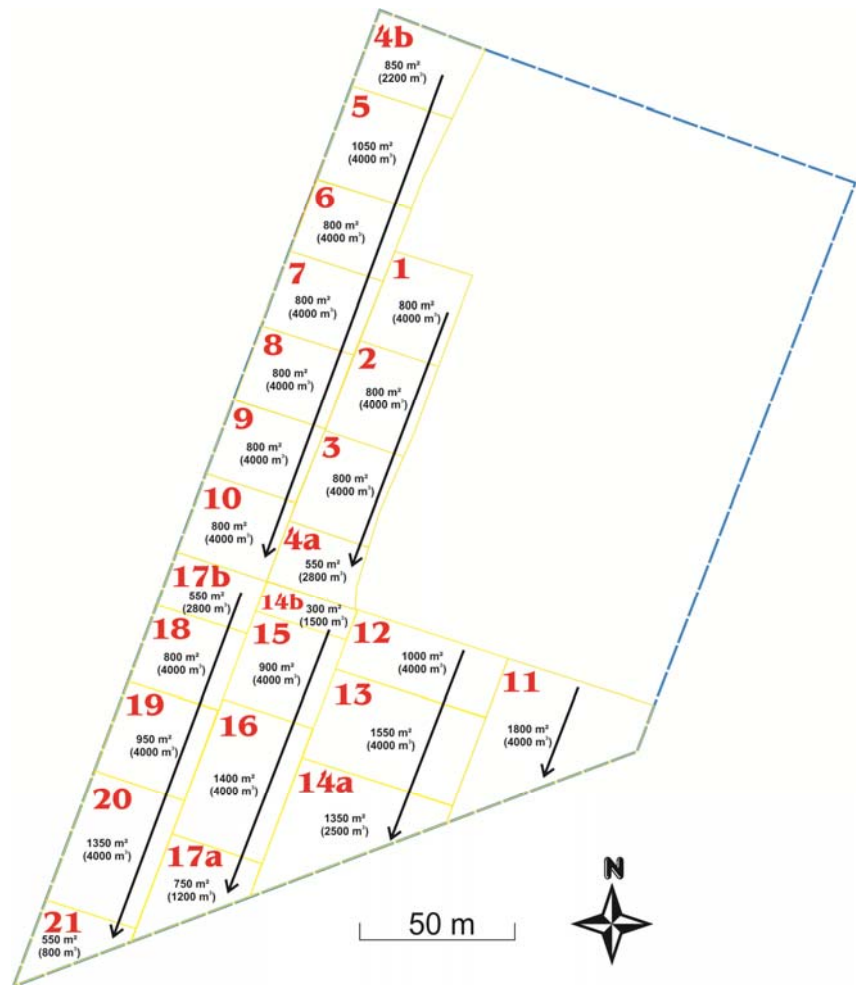 4b
850 m²
(2200 m³)
5
1050 m²
(4000 m³)
6
800 m²
(4000 m³)
7
800 m²
(4000 m³)
8
800 m²
(4000 m³)
9
800 m²
(4000 m³)
10
800 m²
(4000 m³)
1
800 m²
(4000 m³)
2
800 m²
(4000 m³)
3
800 m²
(4000 m³)
4a
550 m²
(2800 m³)
17b
550 m²
(2800 m³)
18
800 m²
(4000 m³)
19
950 m²
(4000 m³)
20
1350 m²
(4000 m³)
21
550 m²
(800 m³)
14b
300 m²
(1500 m³)
15
900 m²
(4000 m³)
16
1400 m²
(4000 m³)
17a
750 m²
(1200 m³)
12
1000 m²
(4000 m³)
13
1550 m²
(4000 m³)
14a
1350 m²
(2500 m³)
11
1800 m²
(4000 m³)
50 m
N